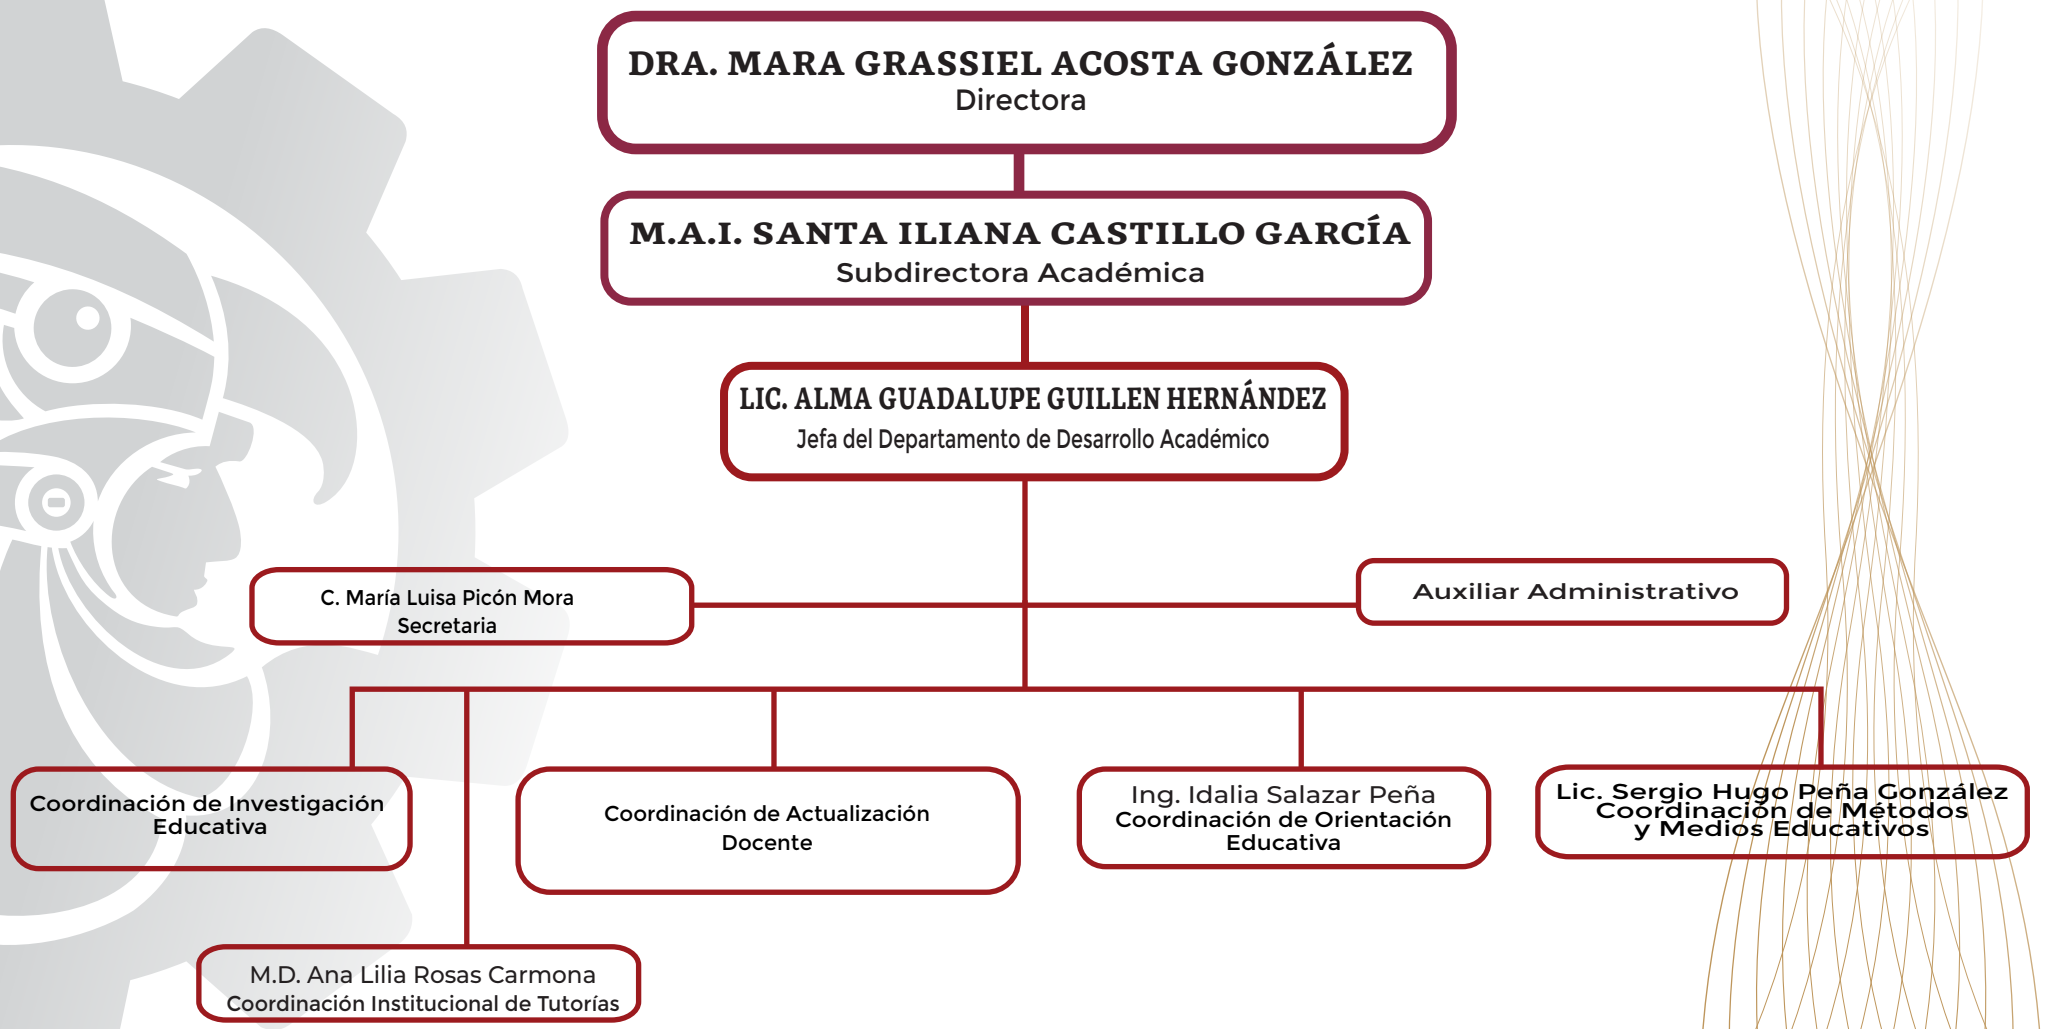 DRA. MARA GRASSIEL ACOSTA GONZÁLEZ
Directora
M.A.I. SANTA ILIANA CASTILLO GARCÍA
Subdirectora Académica
LIC. ALMA GUADALUPE GUILLEN HERNÁNDEZ
Jefa del Departamento de Desarrollo Académico
C. María Luisa Picón Mora
Secretaria
Auxiliar Administrativo
Coordinación de Investigación
Educativa
Coordinación de Actualización
Docente
Ing. Idalia Salazar Peña
Coordinación de Orientación
Educativa
Lic. Sergio Hugo Peña González
Coordinación de Métodos
y Medios Educativos
M.D. Ana Lilia Rosas Carmona
Coordinación Institucional de Tutorías